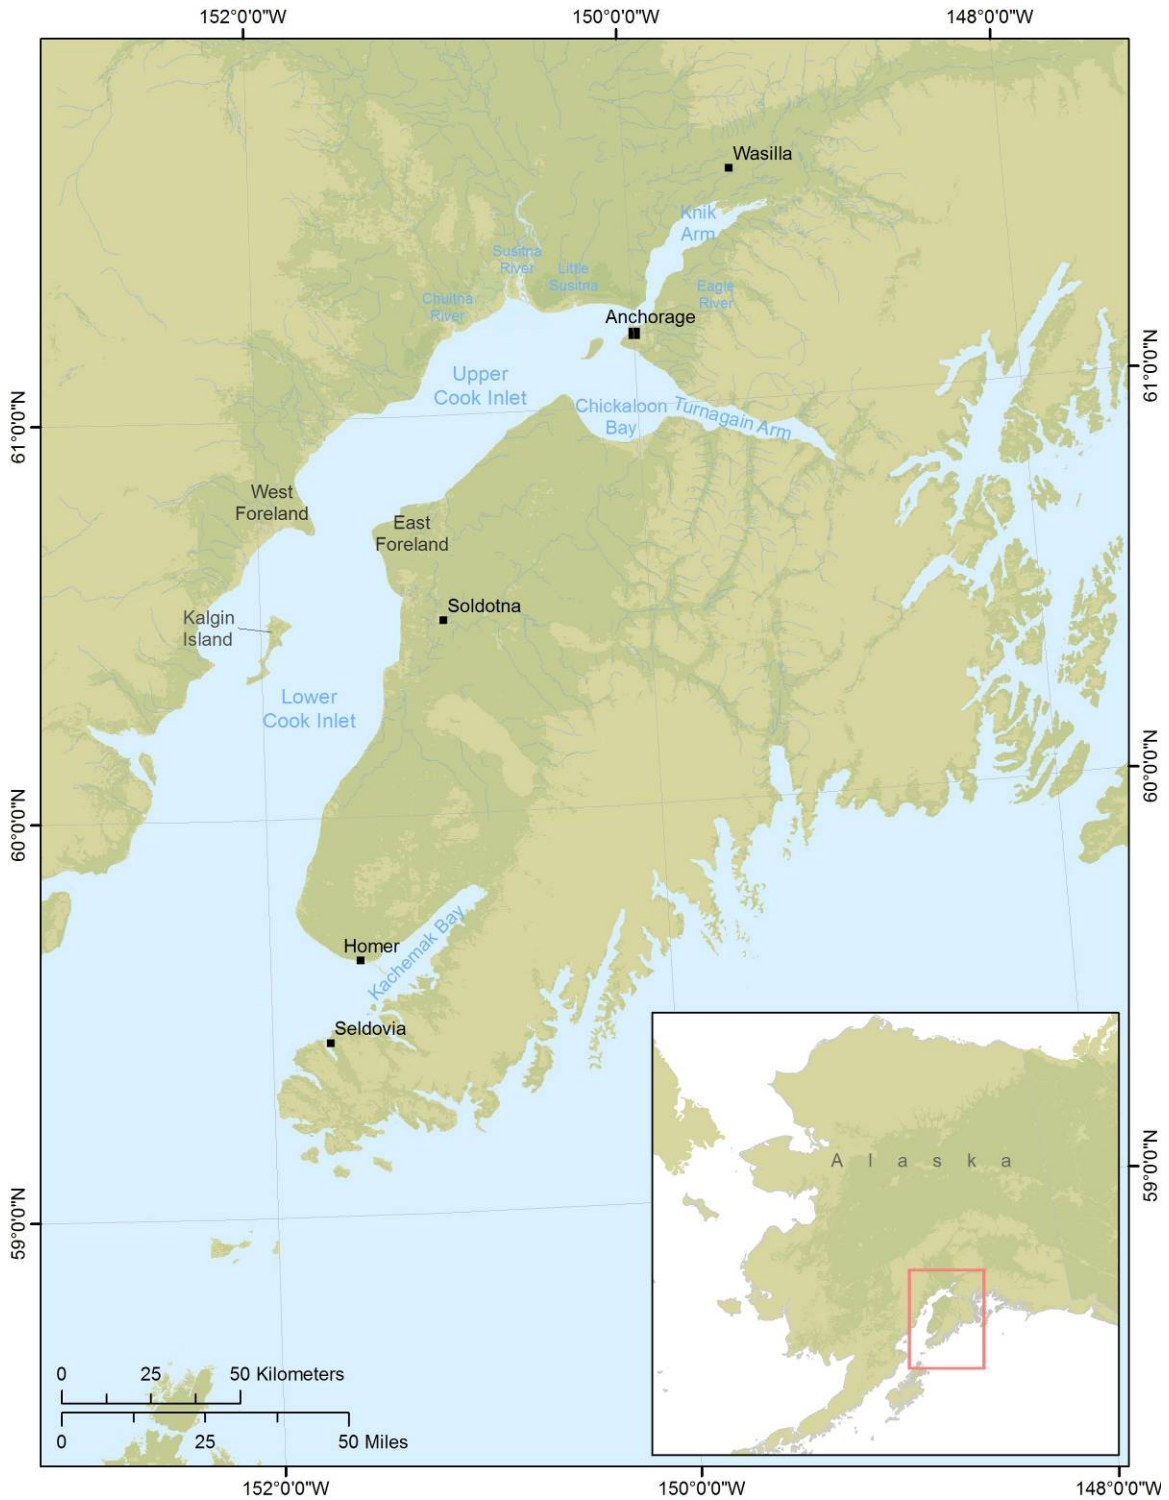 152°0'0"W
150°0'0"W
148°0'0"W
Wasilla
Knik
Arm
Susitna
River
Little
Susitna
Eagle
River
Chuitna
River
Anchorage
61°0'0"N
61°0'0"N
Upper
Cook Inlet
Chickaloon
Bay
Turnagain Arm
West
Foreland
East
Foreland
Soldotna
Kalgin
Island
Lower
Cook Inlet
60°0'0"N
60°0'0"N
Homer
Kachemak Bay
Seldovia
Alaska
59°0'0"N
59°0'0"N
0 25 50 Kilometers
0 25 50 Miles
152°0'0"W
150°0'0"W
148°0'0"W